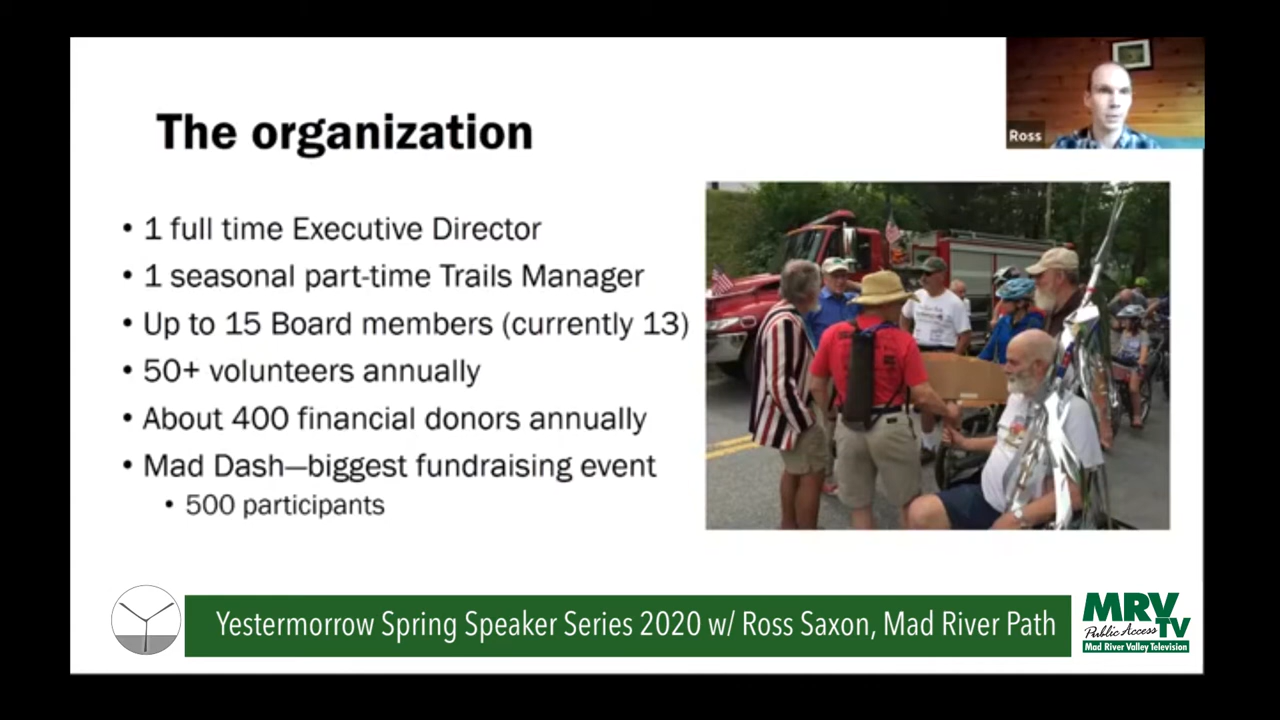 The organization
Ross
• 1 full time Executive Director
• 1 seasonal part-time Trails Manager
• Up to 15 Board members (currently 13)
• 50+ volunteers annually
• About 400 financial donors annually
• Mad Dash—biggest fundraising event
• 500 participants
Yestermorrow Spring Speaker Series 2020 w/ Ross Saxon, Mad River Path
MRV
Public Access TV
Mad River Valley Television